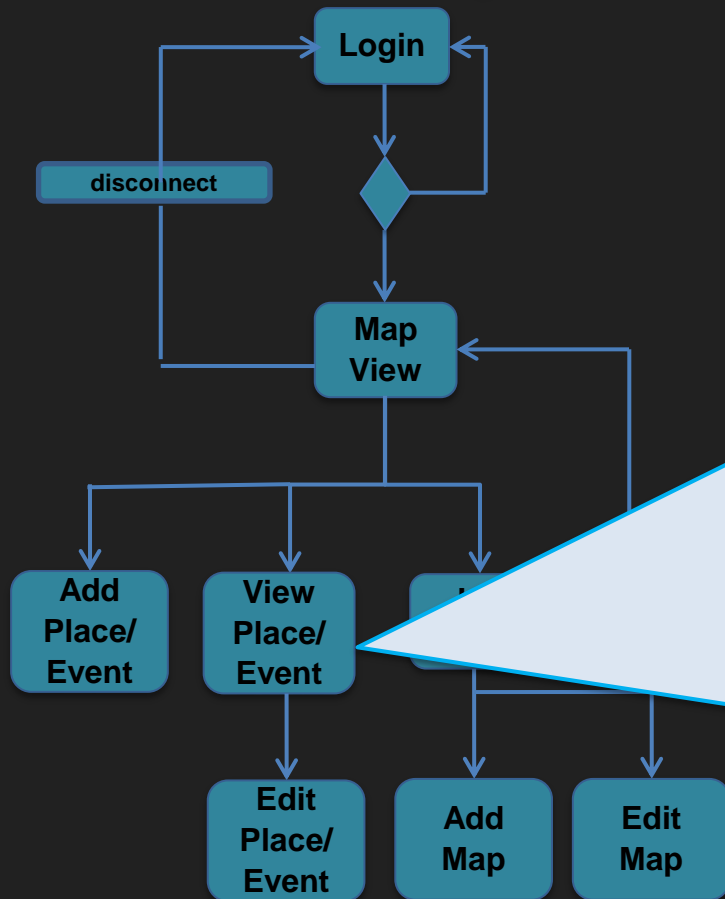 Login
disconnect
Map
View
Add
Place/
Event
View
Place/
Event
Edit
Place/
Event
Add
Map
Edit
Map